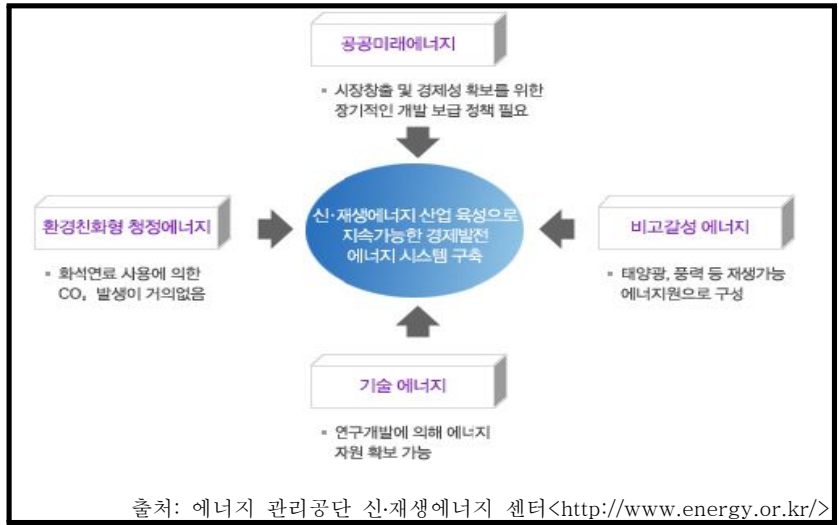 공공미래에너지
▪ 시장창출 및 경제성 확보를 위한
장기적인 개발 보급 정책 필요
환경친화형 청정에너지
▪ 화석연료 사용에 의한
CO₂ 발생이 거의없음
신·재생에너지 산업 육성으로
지속가능한 경제발전
에너지 시스템 구축
비고갈성 에너지
▪ 태양광, 풍력 등 재생가능
에너지원으로 구성
기술 에너지
▪ 연구개발에 의해 에너지
자원 확보 가능
출처: 에너지 관리공단 신·재생에너지 센터<http://www.energy.or.kr/>